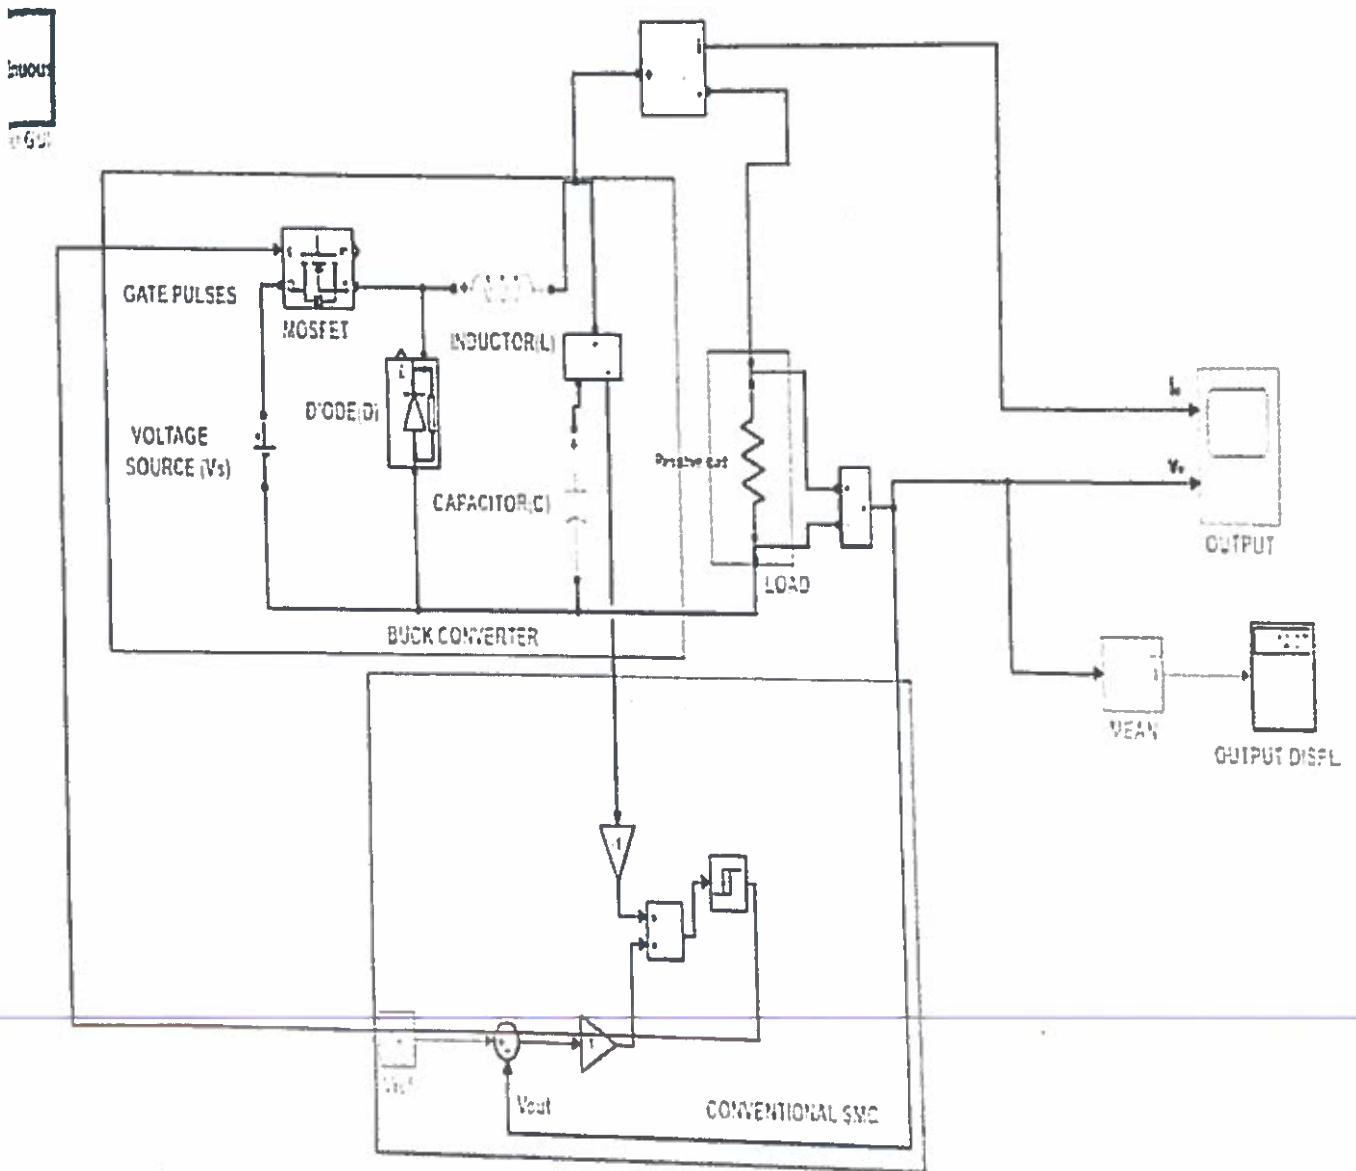 GATE PULSES
MOSFET
INDUCTOR(L)
DIODE(D)
VOLTAGE
SOURCE (Vs)
CAPACITOR(C)
LOAD
BUCK CONVERTER
OUTPUT
MEAN
OUTPUT DISPL
Vout
CONVENTIONAL SMC